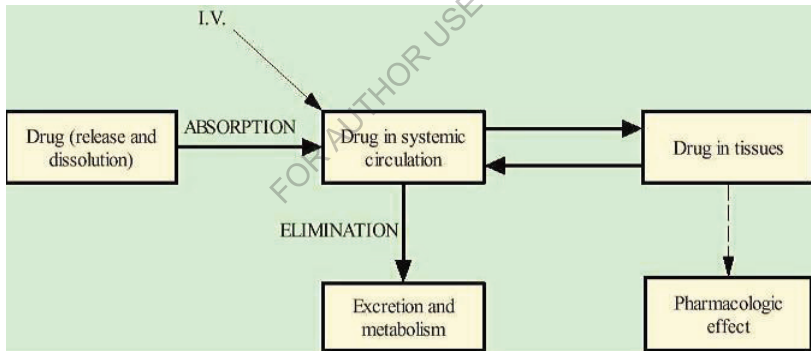 I.V.
FOR AUTHOR USE
Drug (release and
dissolution)
ABSORPTION
Drug in systemic
circulation
Drug in tissues
ELIMINATION
Excretion and
metabolism
Pharmacologic
effect